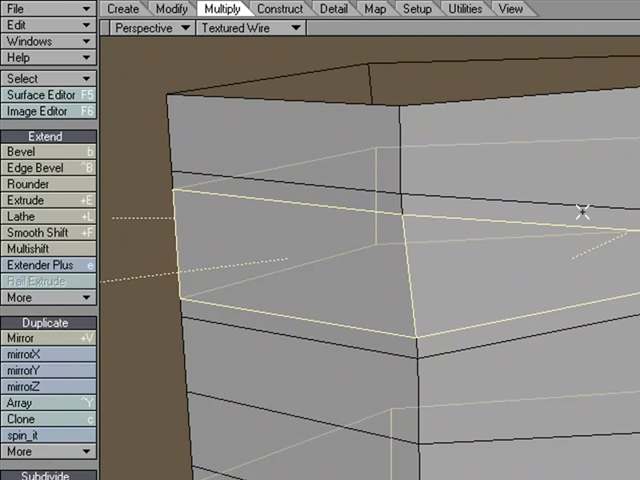 File
Edit
Windows
Help
Select
Surface Editor F5
Image Editor F6
Extend
Bevel b
Edge Bevel ^B
Rounder
Extrude +E
Lathe +L
Smooth Shift +F
Multishift
Extender Plus e
Rail Extrude
More
Duplicate
Mirror +V
mirrorX
mirrorY
mirrorZ
Array ^Y
Clone c
spin_it
More
Subdivide
Create Modify Multiply Construct Detail Map Setup Utilities View
Perspective Textured Wire